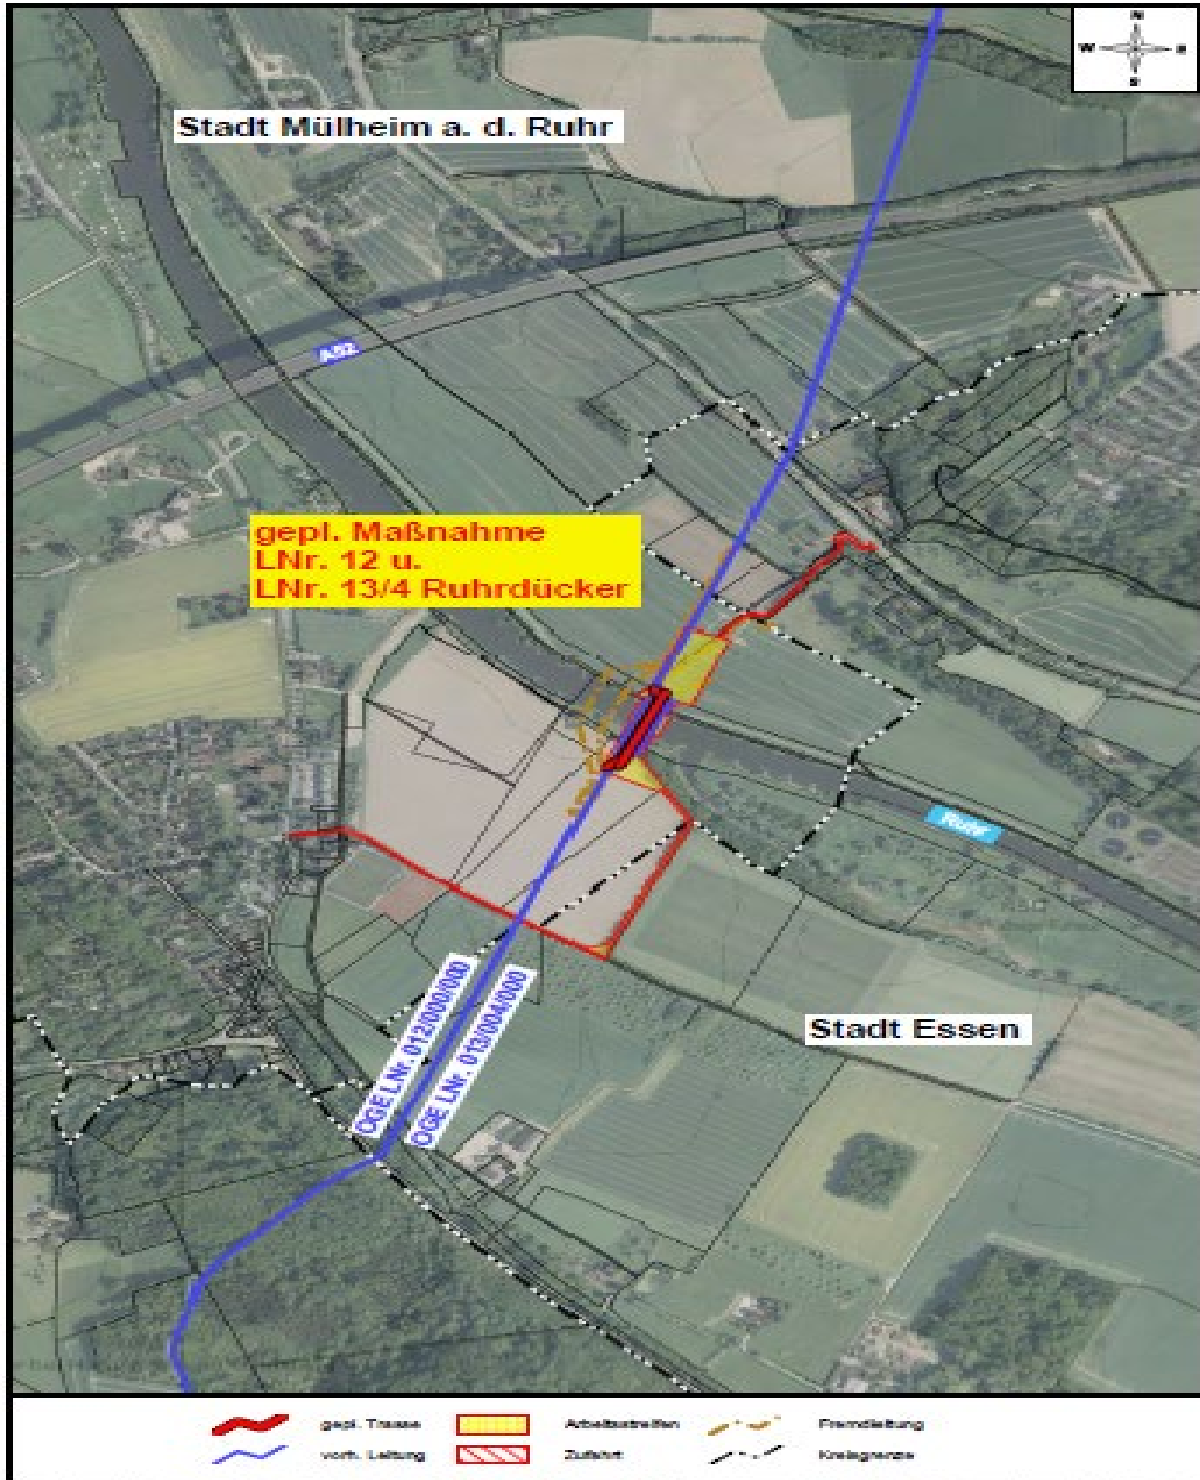 N
W E
S
Stadt Mülheim a. d. Ruhr
A52
gepl. Maßnahme
LNr. 12 u.
LNr. 13/4 Ruhrdücker
Ruhr
OGE LNr. 012/000/000
OGE LNr. 013/004/000
Stadt Essen
gepl. Trasse Arbeitsstreifen Fremdleitung
vorh. Leitung Zufahrt Kreisgrenze